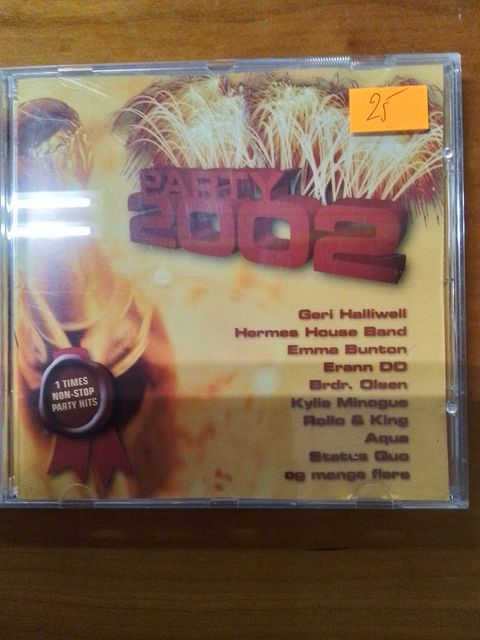 25
PARTY
2002
Geri Halliwell
Hermes House Band
Emma Bunton
Erann DD
Brdr. Olsen
Kylie Minogue
Rollo & King
Aqua
Status Quo
og mange flere
1 TIMES
NON-STOP
PARTY HITS